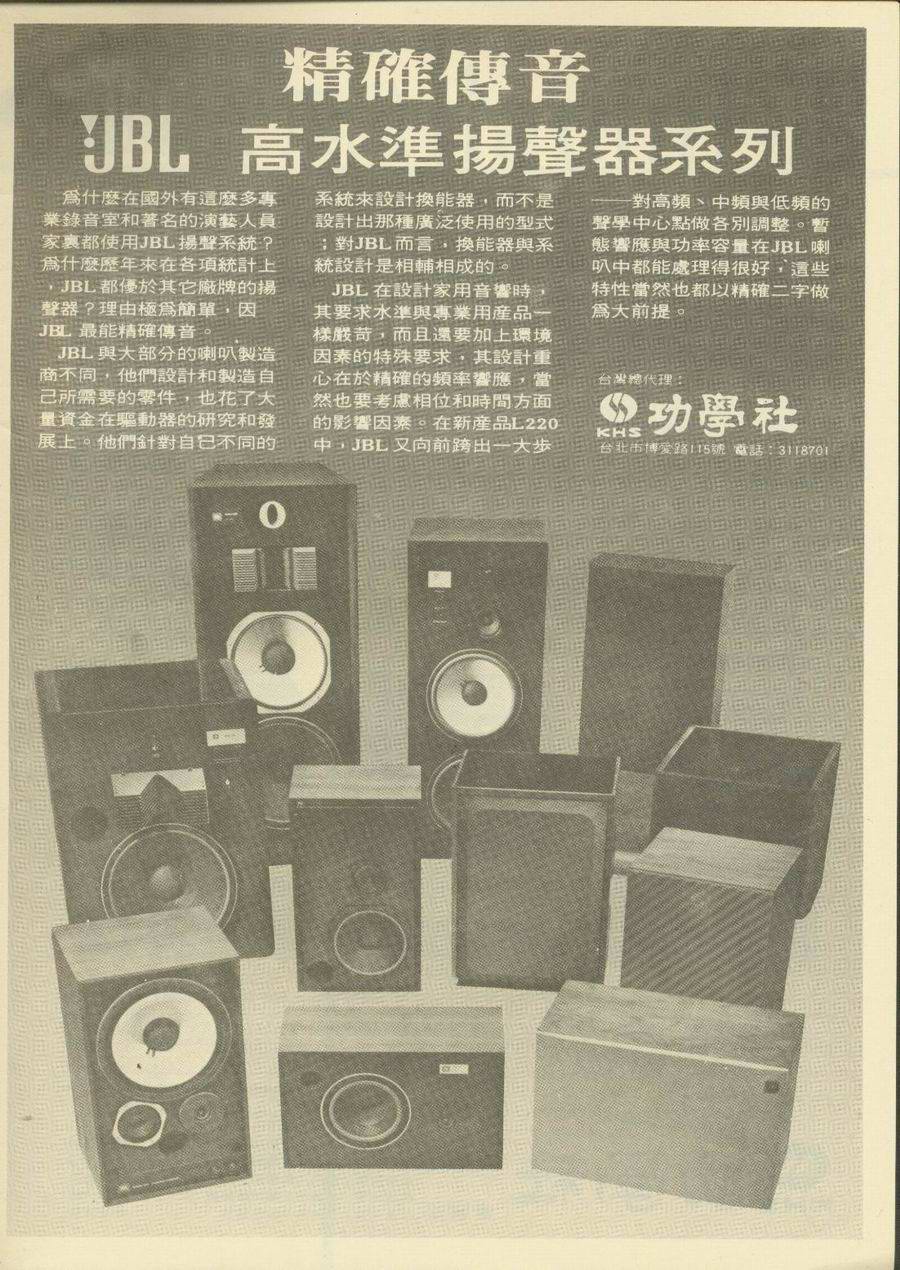 精確傳音
JBL 高水準揚聲器系列
爲什麼在國外有這麼多專
業錄音室和著名的演藝人員
家裏都使用JBL揚聲系統？
爲什麼歷年來在各項統計上
，JBL都優於其它廠牌的揚
聲器？理由極爲簡單，因
JBL 最能精確傳音。
JBL與大部分的喇叭製造
商不同，他們設計和製造自
己所需要的零件，也花了大
量資金在驅動器的研究和發
展上。他們針對自己不同的
系統來設計換能器，而不是
設計出那種廣泛使用的型式
；對JBL而言，換能器與系
統設計是相輔相成的。
JBL 在設計家用音響時，
其要求水準與專業用産品一
樣嚴苛，而且還要加上環境
因素的特殊要求，其設計重
心在於精確的頻率響應，當
然也要考慮相位和時間方面
的影響因素。在新産品L220
中，JBL又向前跨出一大步
——對高頻、中頻與低頻的
聲學中心點做各別調整。暫
態響應與功率容量在JBL喇
叭中都能處理得很好，這些
特性當然也都以精確二字做
爲大前提。
台灣總代理：
KHS 功學社
台北市博愛路115號 電話：3118701